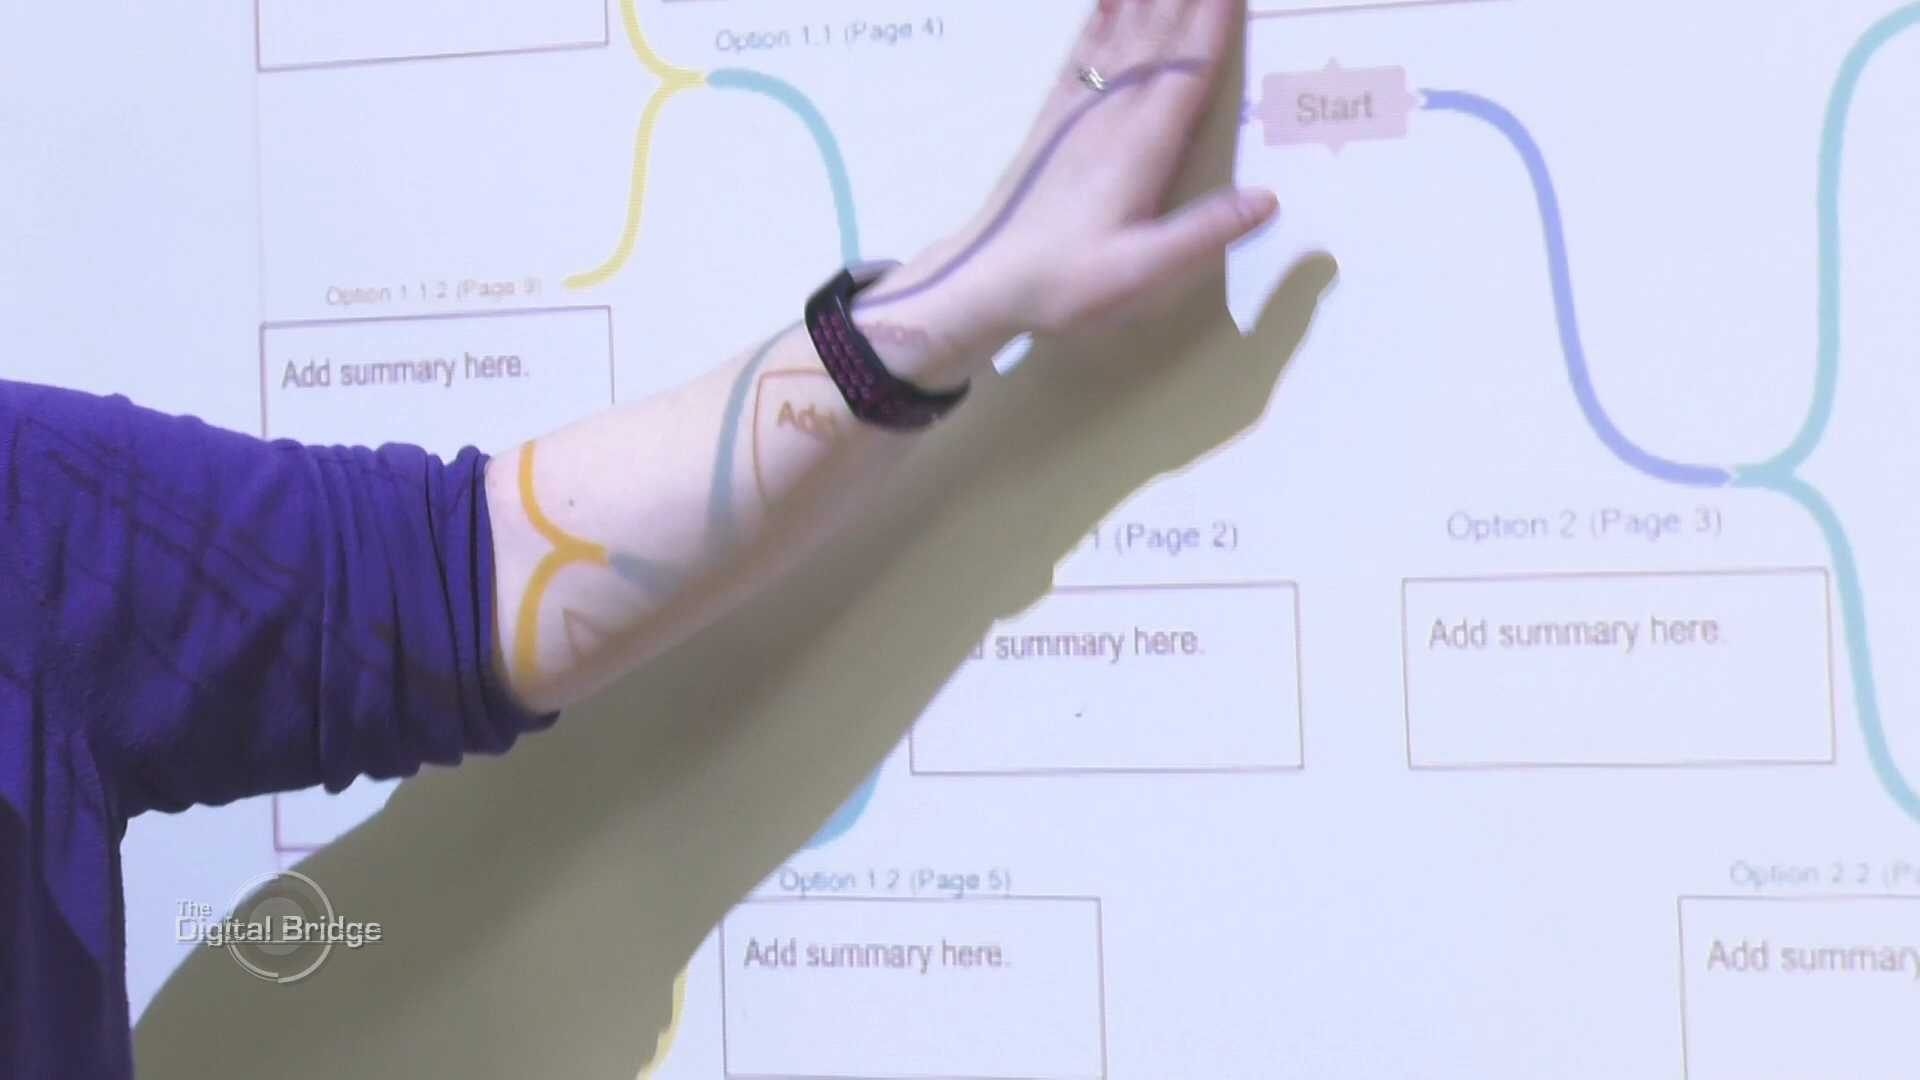 Option 1.1 (Page 4)
Start
Option 1.1.2 (Page 9)
Add summary here.
Add
1 (Page 2)
Option 2 (Page 3)
summary here.
Add summary here.
Option 1.2 (Page 5)
Option 2.2
Add summary here.
Add summary
The
Digital Bridge